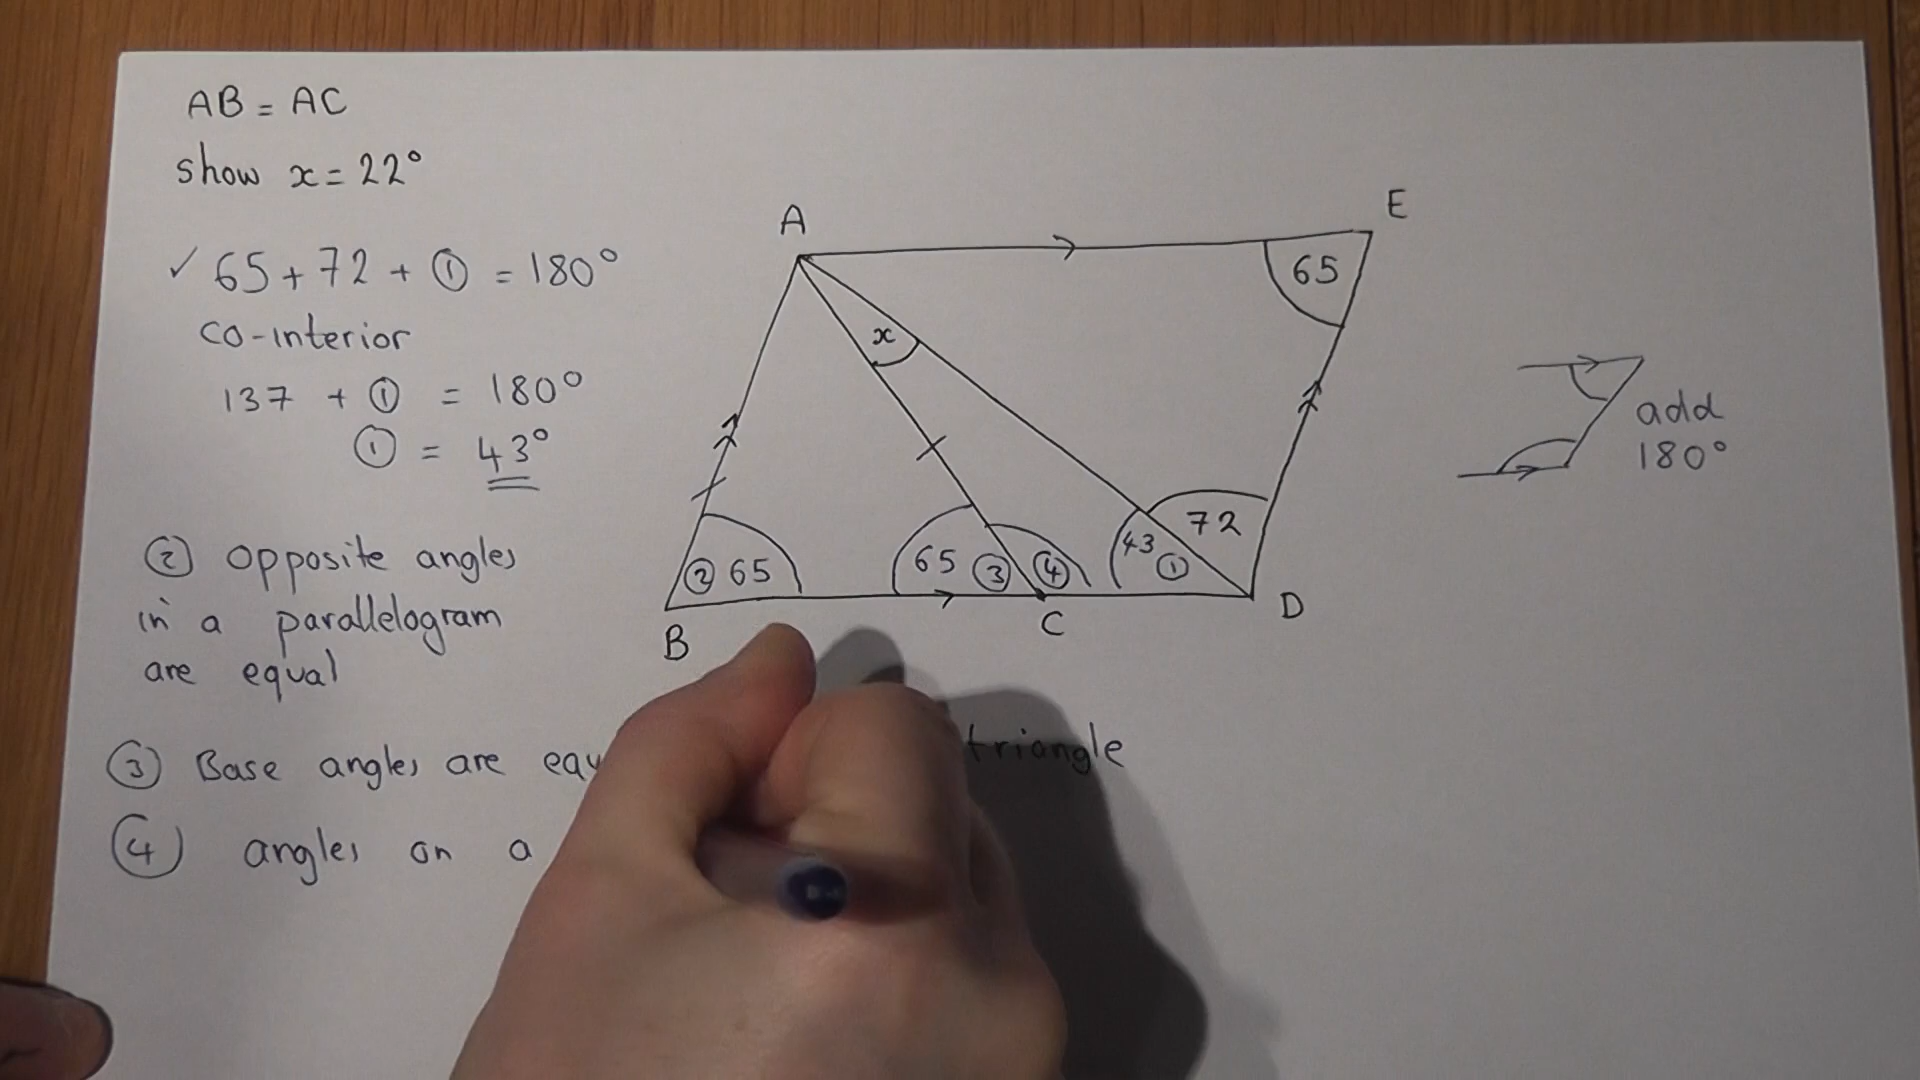 AB = AC
show x = 22°
✓ 65 + 72 + ① = 180°
co-interior
137 + ① = 180°
① = 43°
② opposite angles
in a parallelogram
are equal
③ Base angles are triangle
④ angles on a
A
E
65
x
72
43 ①
② 65
65 ③ ④
B
C
D
add
180°